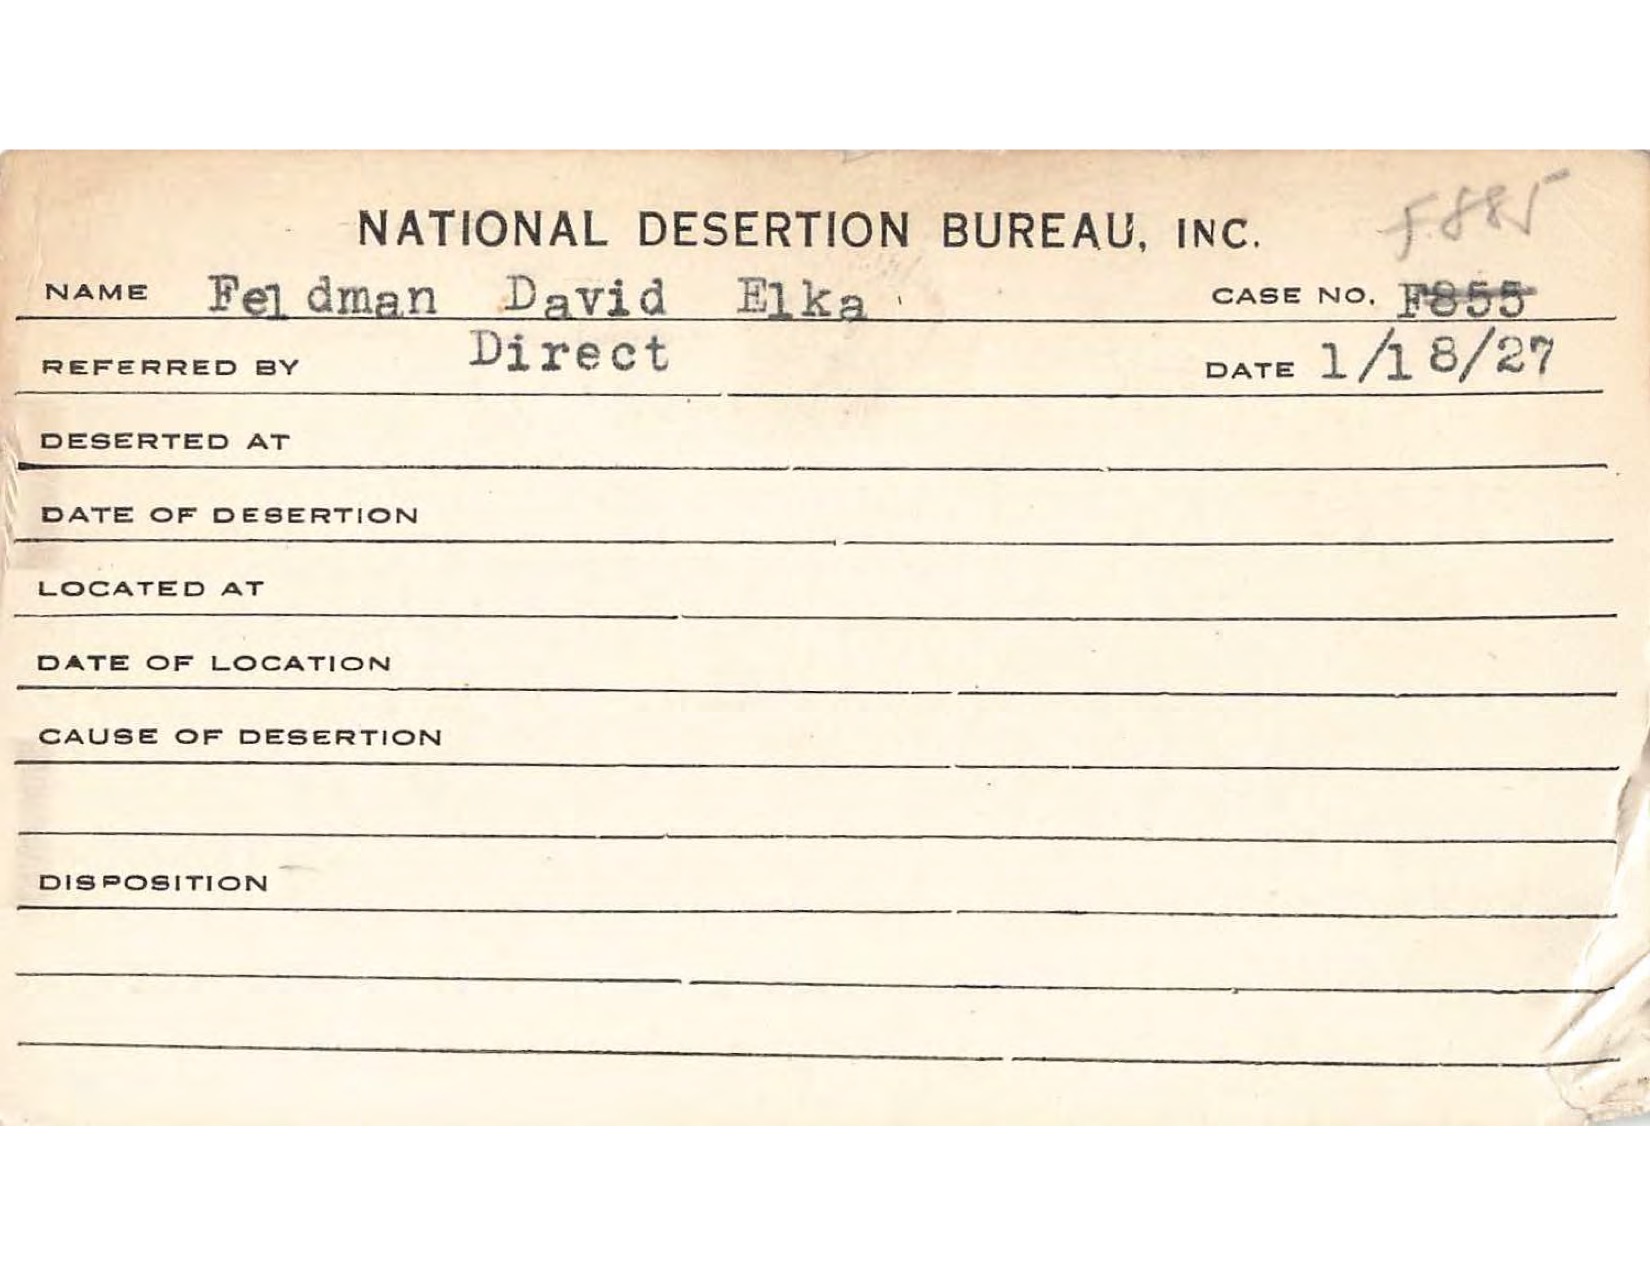 F.885
NATIONAL DESERTION BUREAU, INC.
NAME Feldman David Elka CASE NO. F855
REFERRED BY Direct DATE 1/18/27
DESERTED AT
DATE OF DESERTION
LOCATED AT
DATE OF LOCATION
CAUSE OF DESERTION
DISPOSITION